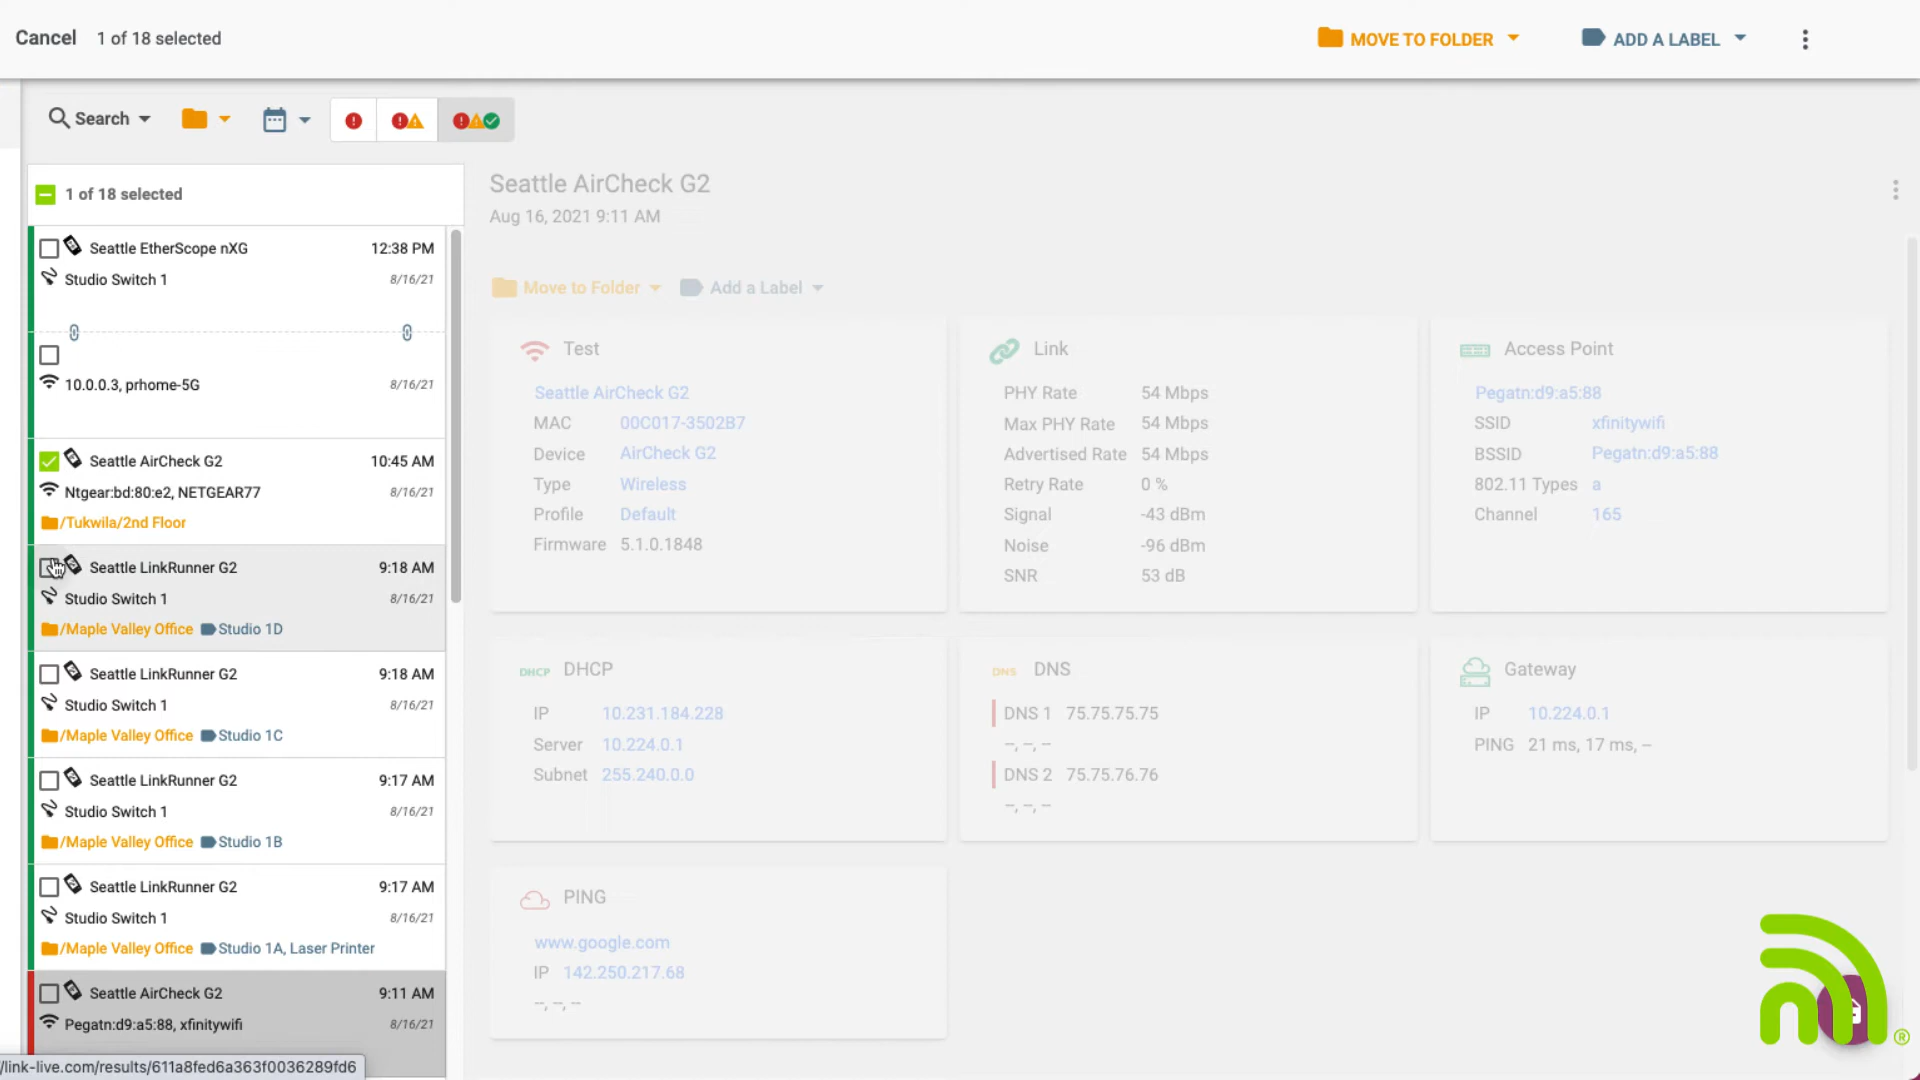 Cancel 1 of 18 selected
MOVE TO FOLDER
ADD A LABEL
Search
1 of 18 selected
Seattle EtherScope nXG 12:38 PM
Studio Switch 1 8/16/21
10.0.0.3, prhome-5G 8/16/21
Seattle AirCheck G2 10:45 AM
Ntgear:bd:80:e2, NETGEAR77 8/16/21
/Tukwila/2nd Floor
Seattle LinkRunner G2 9:18 AM
Studio Switch 1 8/16/21
/Maple Valley Office Studio 1D
Seattle LinkRunner G2 9:18 AM
Studio Switch 1 8/16/21
/Maple Valley Office Studio 1C
Seattle LinkRunner G2 9:17 AM
Studio Switch 1 8/16/21
/Maple Valley Office Studio 1B
Seattle LinkRunner G2 9:17 AM
Studio Switch 1 8/16/21
/Maple Valley Office Studio 1A, Laser Printer
Seattle AirCheck G2 9:11 AM
Pegatn:d9:a5:88, xfinitywifi 8/16/21
/link-live.com/results/611a8fed6a363f0036289fd6
Seattle AirCheck G2
Aug 16, 2021 9:11 AM
Move to Folder Add a Label
Test
Seattle AirCheck G2
MAC 00C017-3502B7
Device AirCheck G2
Type Wireless
Profile Default
Firmware 5.1.0.1848
Link
PHY Rate 54 Mbps
Max PHY Rate 54 Mbps
Advertised Rate 54 Mbps
Retry Rate 0 %
Signal -43 dBm
Noise -96 dBm
SNR 53 dB
Access Point
Pegatn:d9:a5:88
SSID xfinitywifi
BSSID Pegatn:d9:a5:88
802.11 Types a
Channel 165
DHCP DHCP
IP 10.231.184.228
Server 10.224.0.1
Subnet 255.240.0.0
DNS DNS
DNS 1 75.75.75.75
--, --, --
DNS 2 75.75.76.76
--, --, --
Gateway
IP 10.224.0.1
PING 21 ms, 17 ms, --
PING
www.google.com
IP 142.250.217.68
--, --, --
®